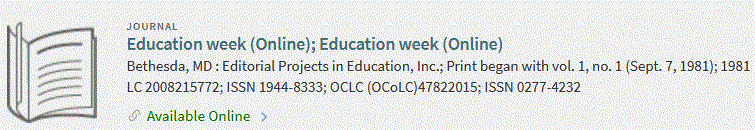 JOURNAL
Education week (Online); Education week (Online)
Bethesda, MD : Editorial Projects in Education, Inc.; Print began with vol. 1, no. 1 (Sept. 7, 1981); 1981
LC 2008215772; ISSN 1944-8333; OCLC (OCoLC)47822015; ISSN 0277-4232
Available Online